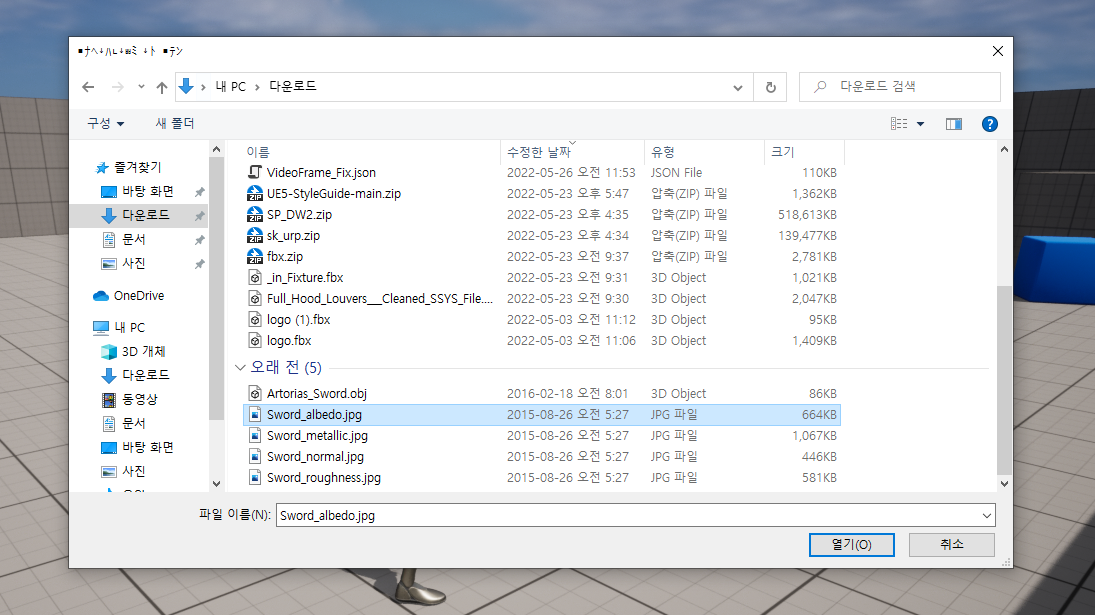 내 PC > 다운로드
다운로드 검색
구성
새 폴더
즐겨찾기
바탕 화면
다운로드
문서
사진
OneDrive
내 PC
3D 개체
다운로드
동영상
문서
바탕 화면
사진
이름 수정한 날짜 유형 크기
VideoFrame_Fix.json 2022-05-26 오전 11:53 JSON File 110KB
UE5-StyleGuide-main.zip 2022-05-23 오후 5:47 압축(ZIP) 파일 1,362KB
SP_DW2.zip 2022-05-23 오후 4:35 압축(ZIP) 파일 518,613KB
sk_urp.zip 2022-05-23 오후 4:34 압축(ZIP) 파일 139,477KB
fbx.zip 2022-05-23 오전 9:37 압축(ZIP) 파일 2,781KB
_in_Fixture.fbx 2022-05-23 오전 9:31 3D Object 1,021KB
Full_Hood_Louvers___Cleaned_SSYS_File.... 2022-05-23 오전 9:30 3D Object 2,047KB
logo (1).fbx 2022-05-03 오전 11:12 3D Object 95KB
logo.fbx 2022-05-03 오전 11:06 3D Object 1,409KB
오래 전 (5)
Artorias_Sword.obj 2016-02-18 오전 8:01 3D Object 86KB
Sword_albedo.jpg 2015-08-26 오전 5:27 JPG 파일 664KB
Sword_metallic.jpg 2015-08-26 오전 5:27 JPG 파일 1,067KB
Sword_normal.jpg 2015-08-26 오전 5:27 JPG 파일 446KB
Sword_roughness.jpg 2015-08-26 오전 5:27 JPG 파일 581KB
파일 이름(N): Sword_albedo.jpg
열기(O) 취소